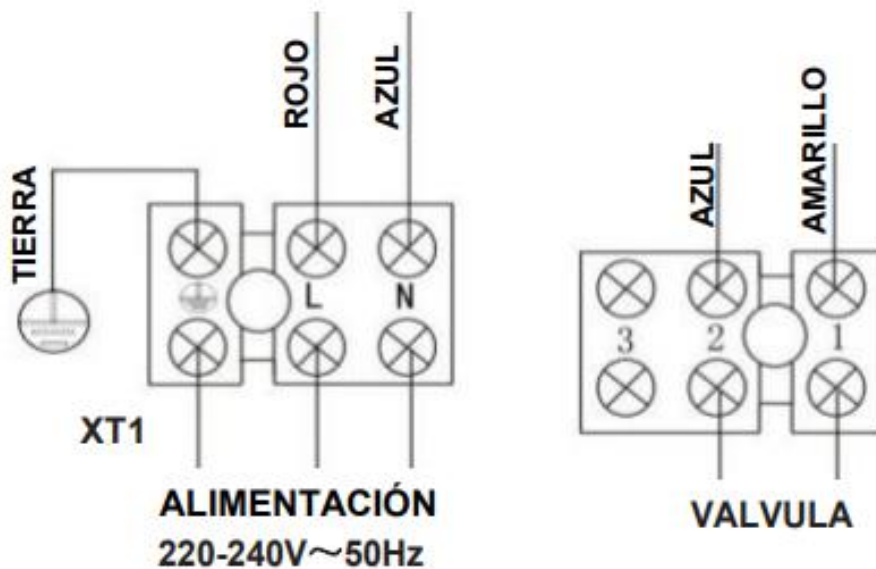 TIERRA
ROJO
AZUL
L
N
XT1
ALIMENTACIÓN
220-240V～50Hz
AZUL
AMARILLO
3
2
1
VALVULA